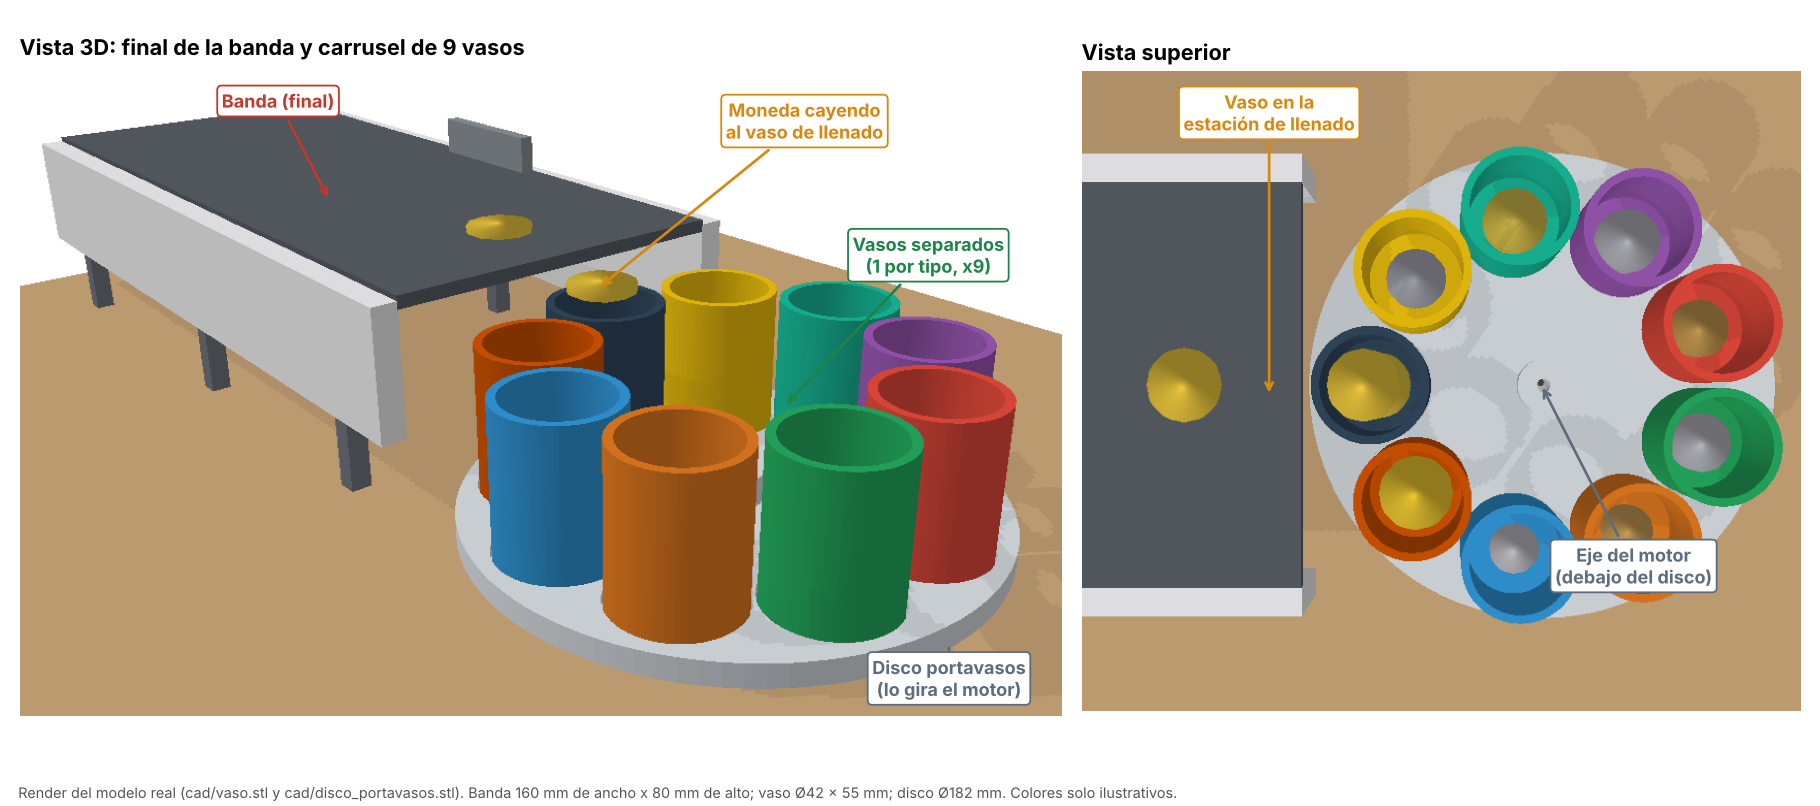 Vista 3D: final de la banda y carrusel de 9 vasos
Banda (final)
Moneda cayendo
al vaso de llenado
Vasos separados
(1 por tipo, x9)
Disco portavasos
(lo gira el motor)
Vista superior
Vaso en la
estación de llenado
Eje del motor
(debajo del disco)
Render del modelo real (cad/vaso.stl y cad/disco_portavasos.stl). Banda 160 mm de ancho x 80 mm de alto; vaso Ø42 × 55 mm; disco Ø182 mm. Colores solo ilustrativos.